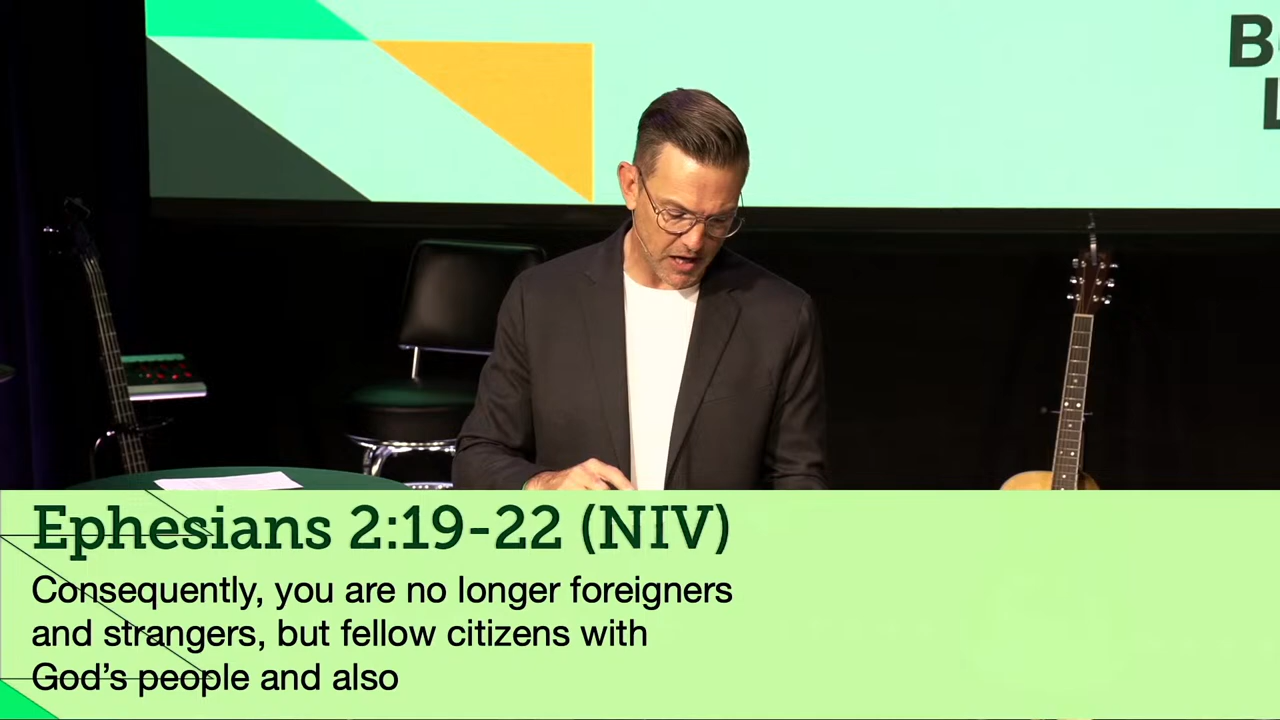 Ephesians 2:19-22 (NIV)
Consequently, you are no longer foreigners
and strangers, but fellow citizens with
God's people and also